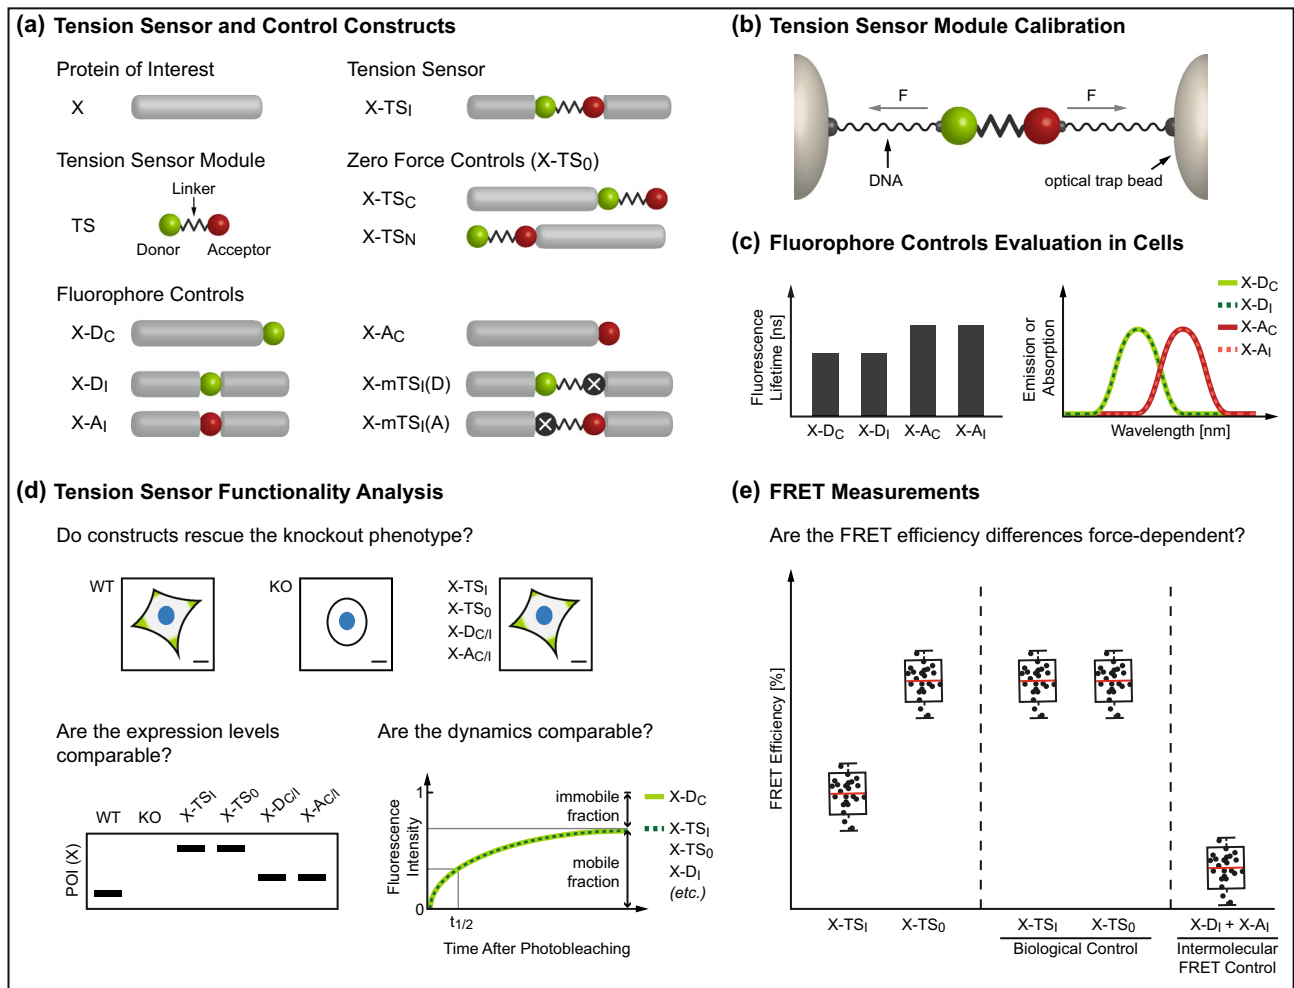 (a) Tension Sensor and Control Constructs
Protein of Interest
X
Tension Sensor
X-TSI
Tension Sensor Module
Linker
TS
Donor
Acceptor
Zero Force Controls (X-TS0)
X-TSC
X-TSN
Fluorophore Controls
X-DC
X-AC
X-DI
X-mTSI(D)
X-AI
X-mTSI(A)
(b) Tension Sensor Module Calibration
F
F
DNA
optical trap bead
(c) Fluorophore Controls Evaluation in Cells
Fluorescence
Lifetime [ns]
X-DC
X-DI
X-AC
X-AI
Emission or
Absorption
Wavelength [nm]
X-DC
X-DI
X-AC
X-AI
(d) Tension Sensor Functionality Analysis
Do constructs rescue the knockout phenotype?
WT
KO
X-TSI
X-TS0
X-DC/I
X-AC/I
Are the expression levels
comparable?
WT
KO
X-TSI
X-TS0
X-DC/I
X-AC/I
POI (X)
Are the dynamics comparable?
Fluorescence
Intensity
1
0
immobile
fraction
mobile
fraction
t1/2
Time After Photobleaching
X-DC
X-TSI
X-TS0
X-DI
(etc.)
(e) FRET Measurements
Are the FRET efficiency differences force-dependent?
FRET Efficiency [%]
X-TSI
X-TS0
X-TSI
X-TS0
Biological Control
X-DI + X-AI
Intermolecular
FRET Control